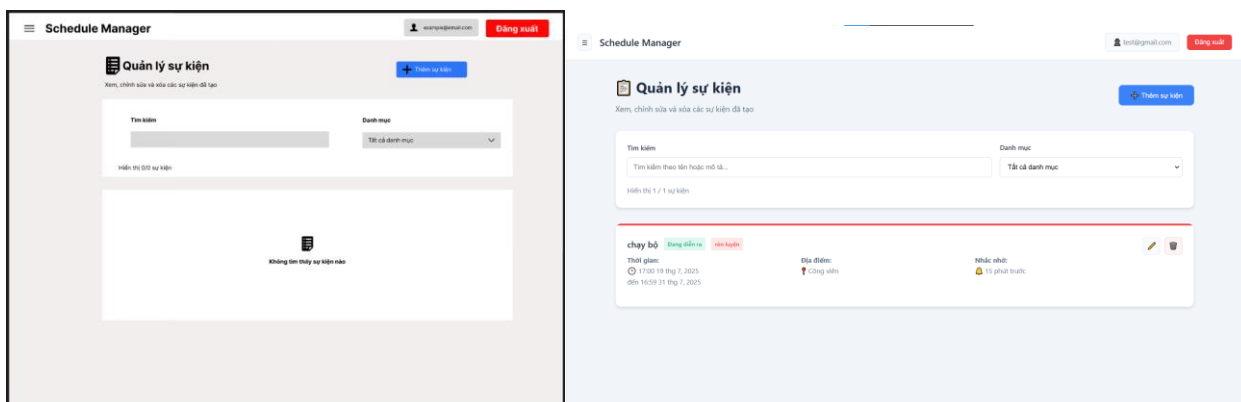 Schedule Manager
example@email.com
Đăng xuất
Quản lý sự kiện
Thêm sự kiện
Xem, chỉnh sửa và xóa các sự kiện đã tạo
Tìm kiếm
Danh mục
Tất cả danh mục
Hiển thị 0/0 sự kiện
Không tìm thấy sự kiện nào
Schedule Manager
test@gmail.com
Đăng xuất
Quản lý sự kiện
Thêm sự kiện
Xem, chỉnh sửa và xóa các sự kiện đã tạo
Tìm kiếm
Danh mục
Tìm kiếm theo tên hoặc mô tả...
Tất cả danh mục
Hiển thị 1 / 1 sự kiện
chạy bộ
Đang diễn ra
rèn luyện
Thời gian:
Địa điểm:
Nhắc nhở:
17:00 19 thg 7, 2025
Công viên
15 phút trước
đến 16:59 31 thg 7, 2025